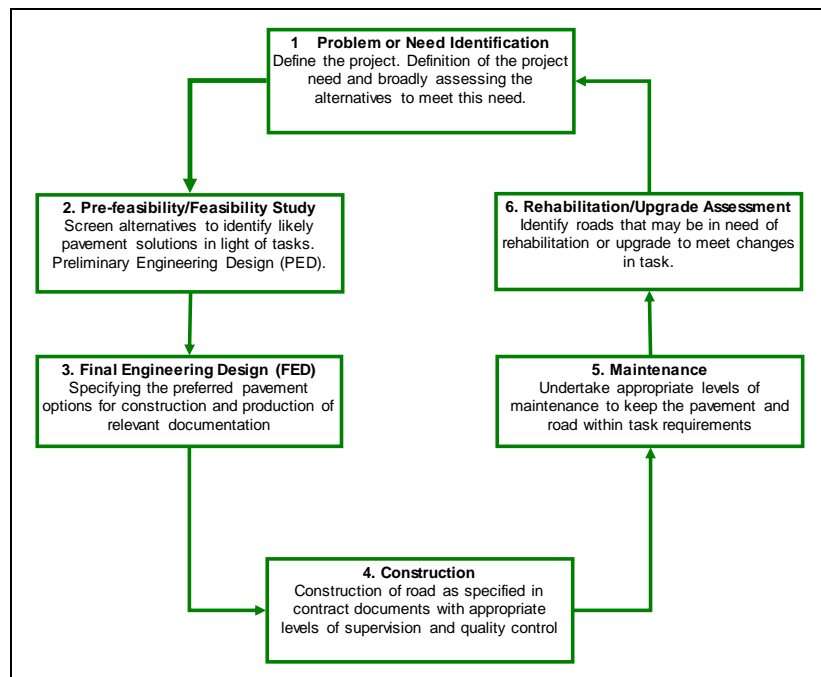 1 Problem or Need Identification
Define the project. Definition of the project
need and broadly assessing the
alternatives to meet this need.
2. Pre-feasibility/Feasibility Study
Screen alternatives to identify likely
pavement solutions in light of tasks.
Preliminary Engineering Design (PED).
3. Final Engineering Design (FED)
Specifying the preferred pavement
options for construction and production of
relevant documentation
4. Construction
Construction of road as specified in
contract documents with appropriate
levels of supervision and quality control
5. Maintenance
Undertake appropriate levels of
maintenance to keep the pavement and
road within task requirements
6. Rehabilitation/Upgrade Assessment
Identify roads that may be in need of
rehabilitation or upgrade to meet changes
in task.